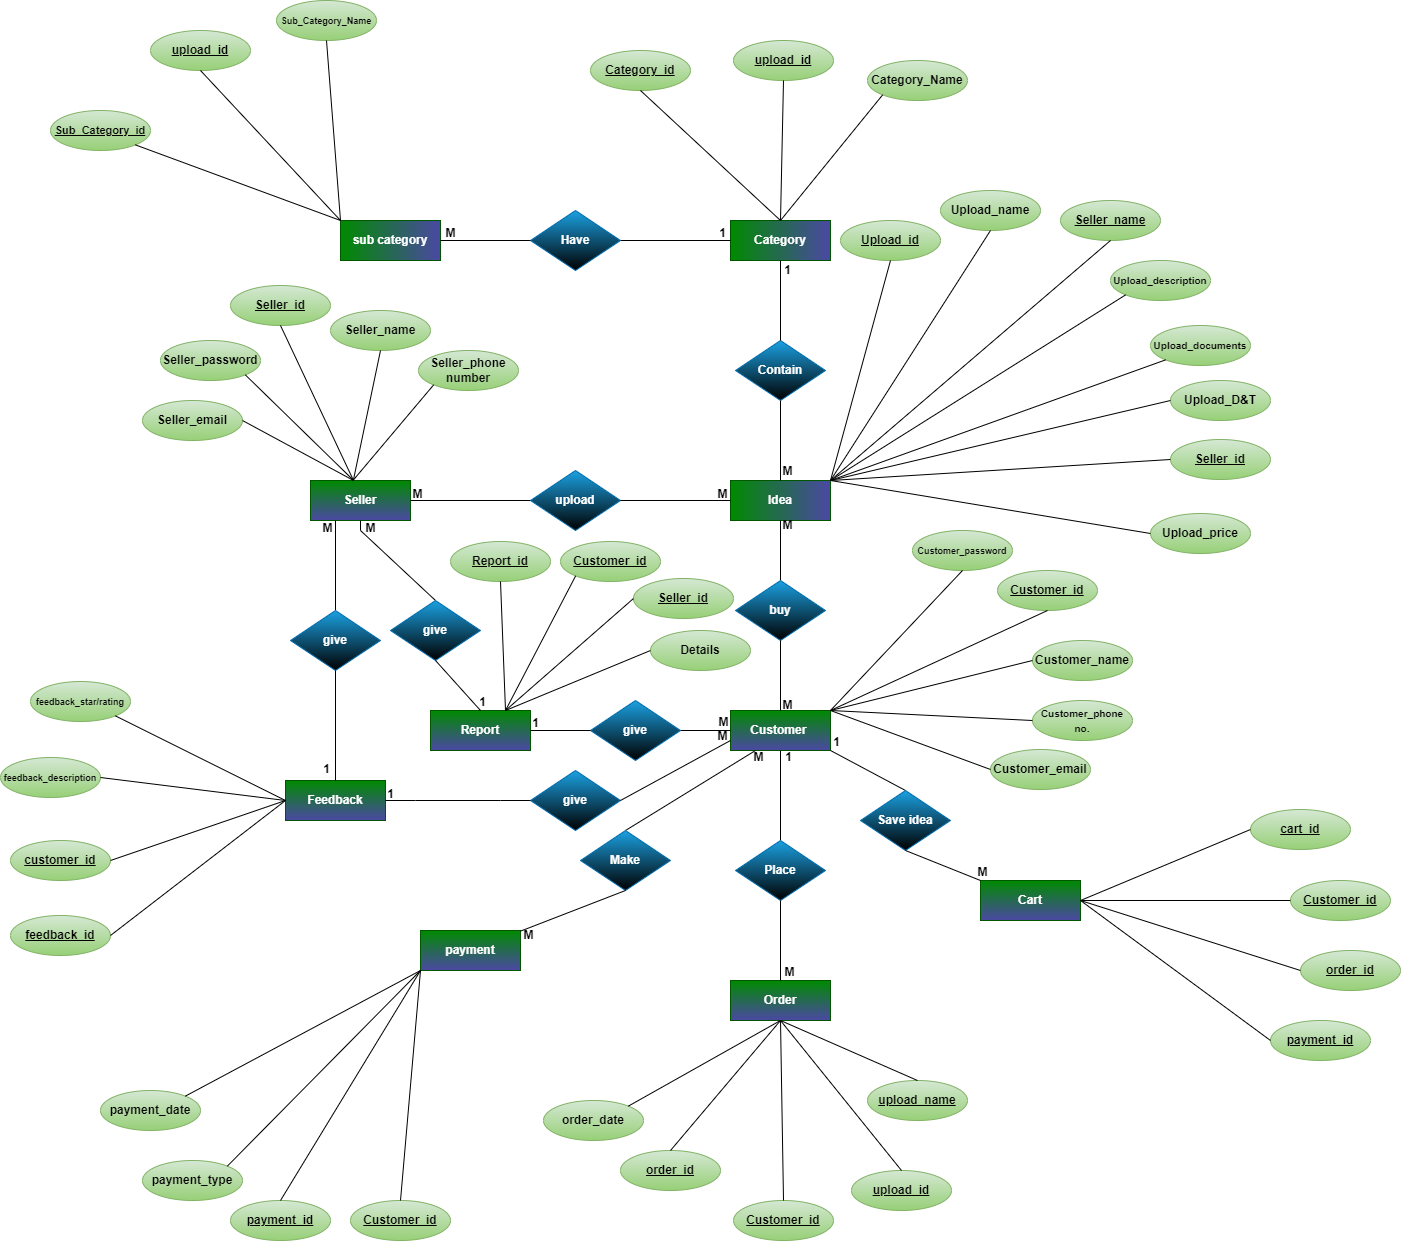 Sub_Category_Name
upload_id
Sub_Category_id
Category_id
upload_id
Category_Name
sub category
M
Have
1
Category
1
Upload_id
Upload_name
Seller_name
Upload_description
Upload_documents
Upload_D&T
Seller_id
Upload_price
Contain
M
Seller_id
Seller_name
Seller_password
Seller_phone
number
Seller_email
Seller
M
upload
M
Idea
M
M
M
Report_id
Customer_id
Seller_id
Details
buy
Customer_password
Customer_id
Customer_name
Customer_phone
no.
Customer_email
give
give
1
Report
1
give
M
M
M
Customer
1
M
1
feedback_star/rating
feedback_description
customer_id
feedback_id
1
Feedback
1
give
Make
Place
Save idea
M
Cart
cart_id
Customer_id
order_id
payment_id
payment
M
M
Order
payment_date
payment_type
payment_id
Customer_id
order_date
order_id
Customer_id
upload_id
upload_name